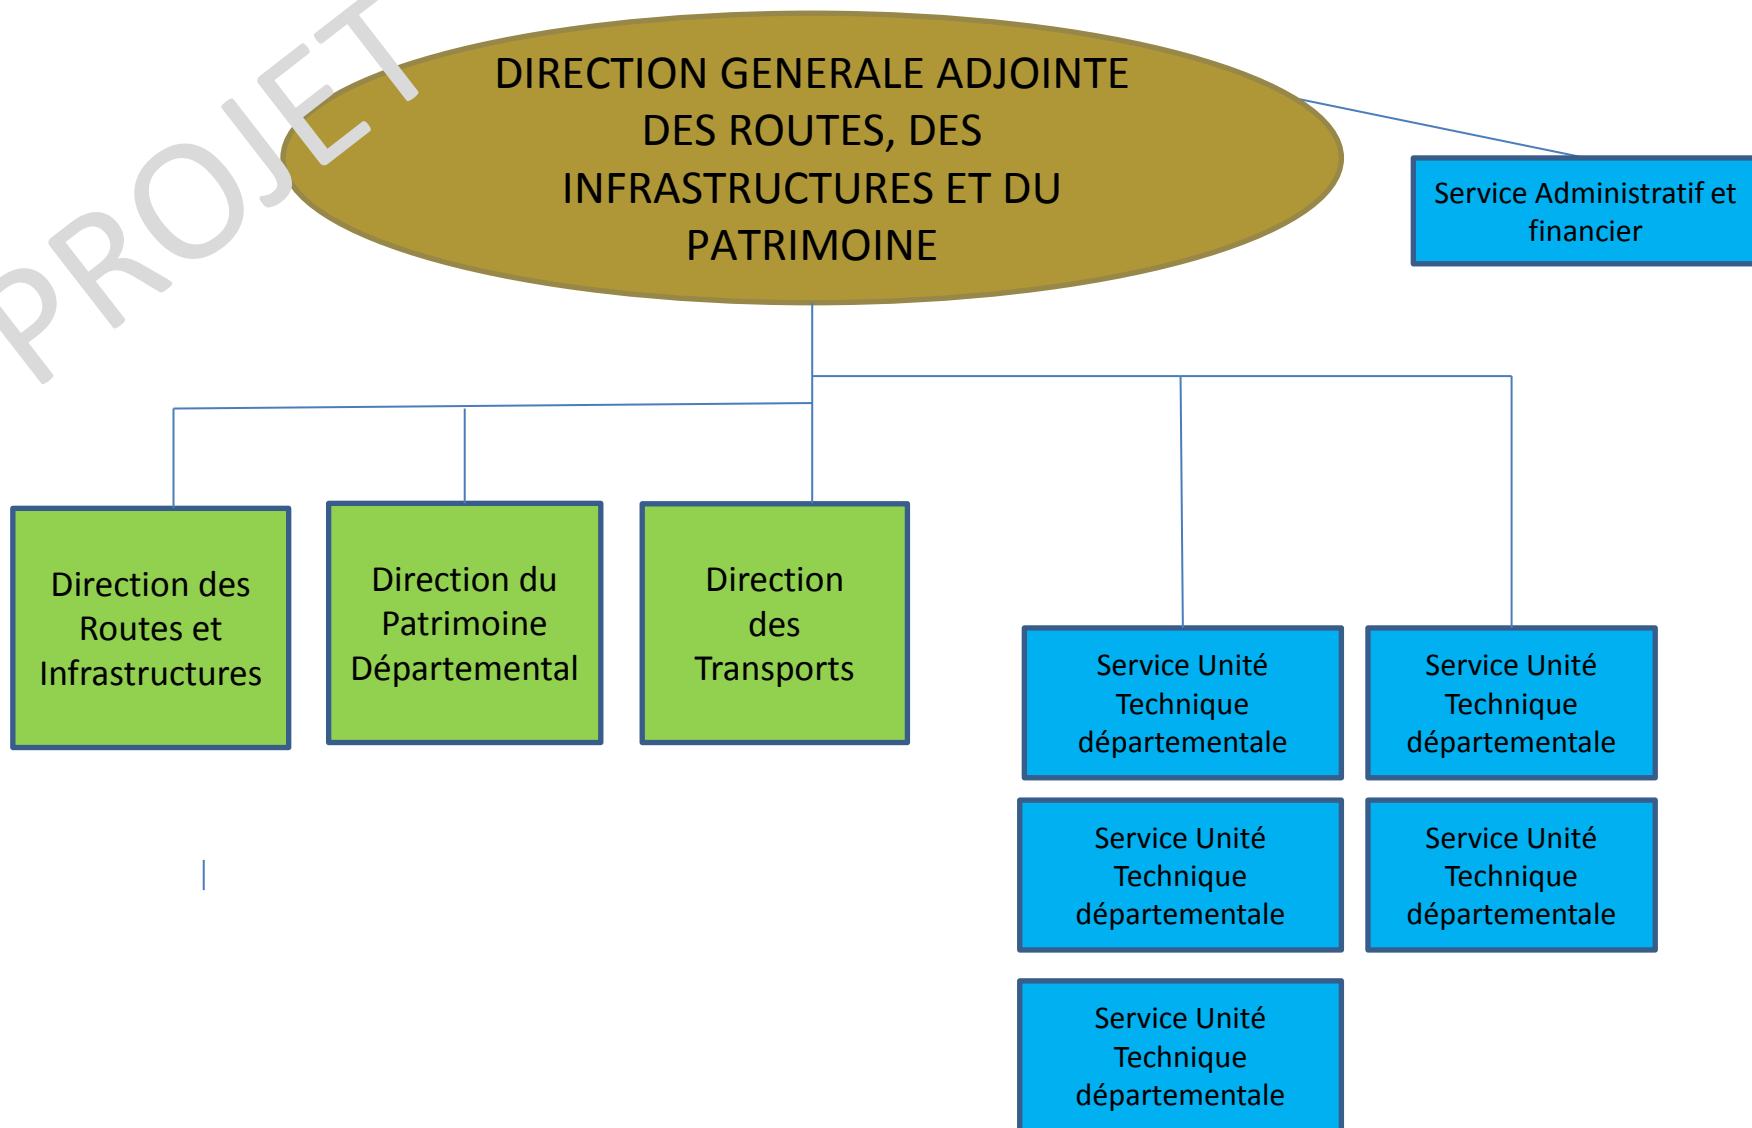 PROJET
DIRECTION GENERALE ADJOINTE
DES ROUTES, DES
INFRASTRUCTURES ET DU
PATRIMOINE
Service Administratif et
financier
Direction des
Routes et
Infrastructures
Direction du
Patrimoine
Départemental
Direction
des
Transports
Service Unité
Technique
départementale
Service Unité
Technique
départementale
Service Unité
Technique
départementale
Service Unité
Technique
départementale
Service Unité
Technique
départementale